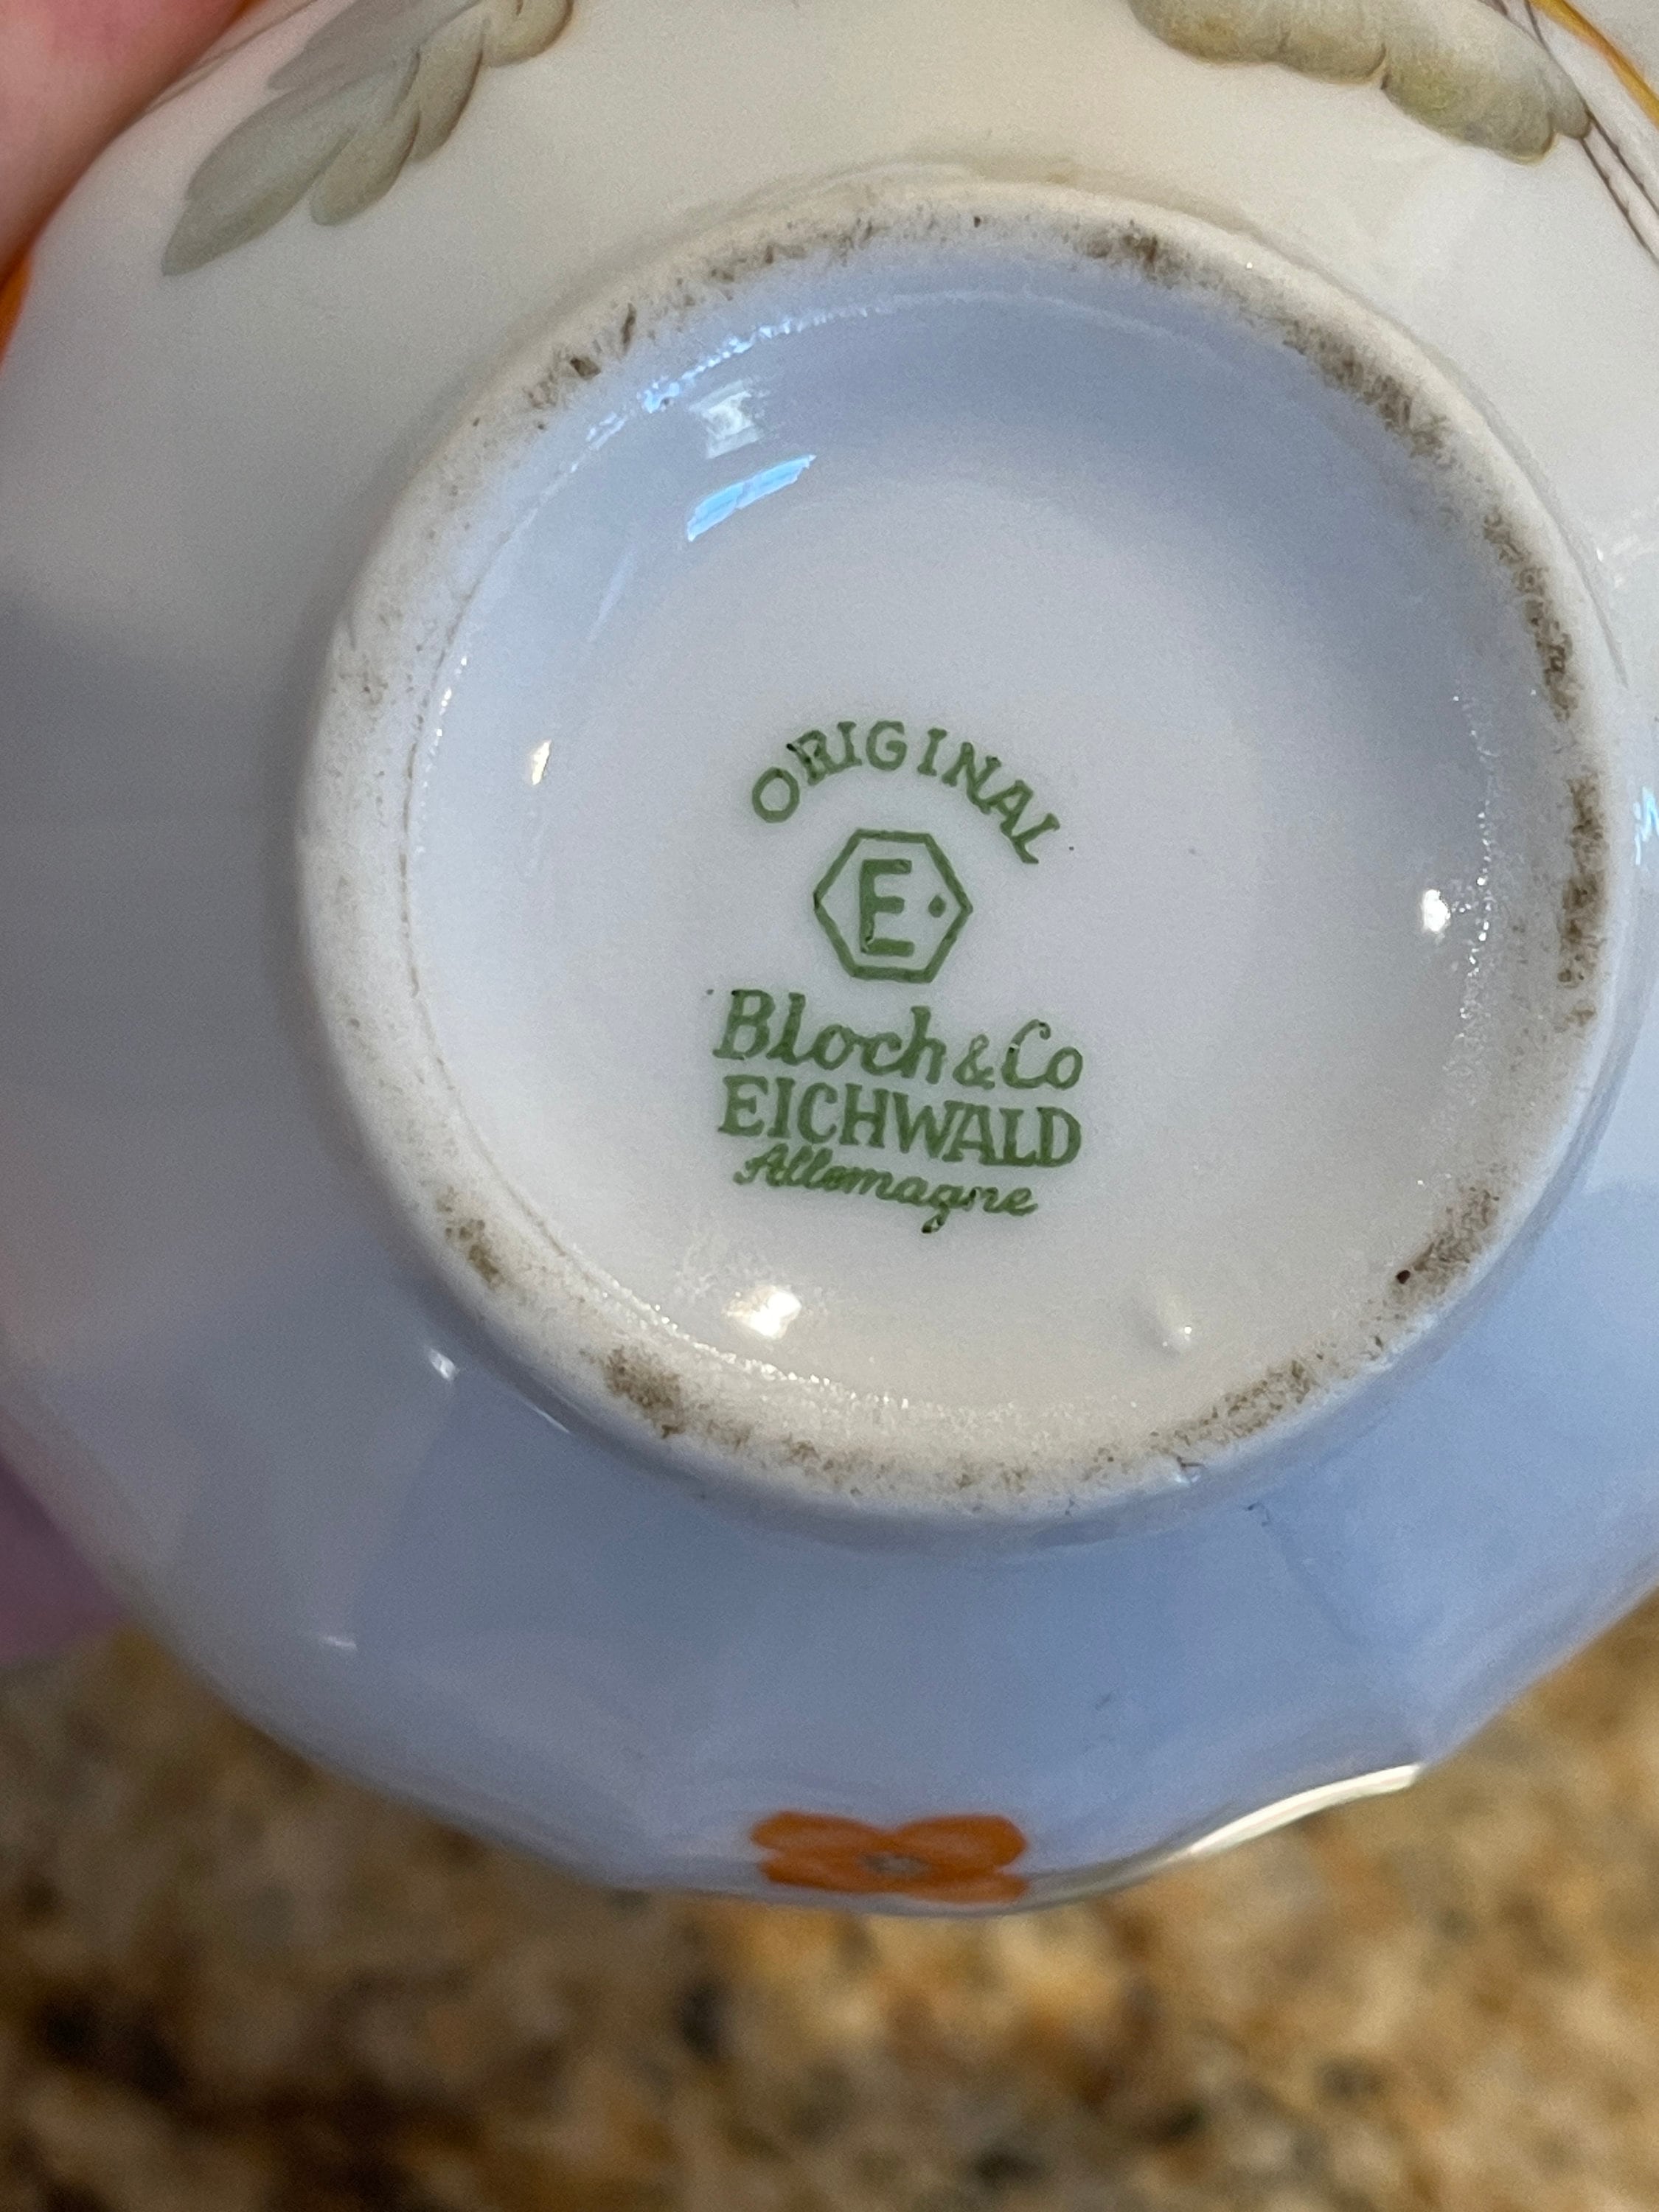 ORIGINAL
E
Bloch & Co
EICHWALD
Allemagne